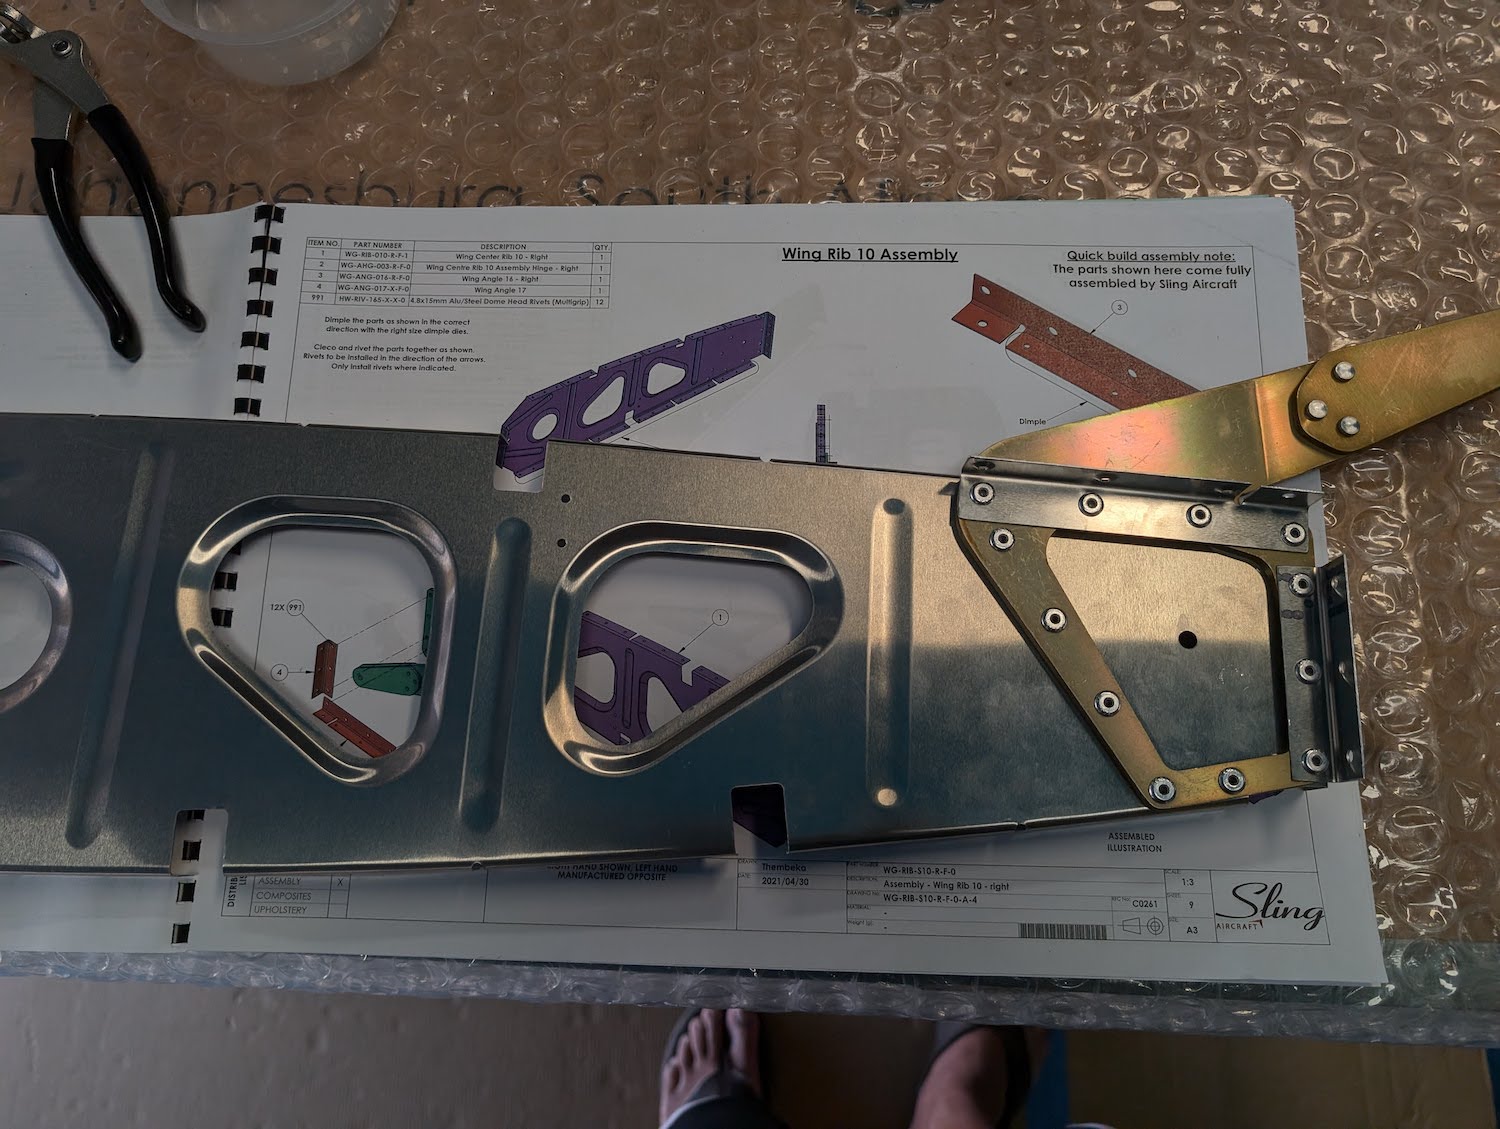 Johannesburg, South
ITEM NO. PART NUMBER DESCRIPTION QTY.
1 WG-RIB-010-R-F-1 Wing Center Rib 10 - Right 1
2 WG-AHG-003-R-F-0 Wing Centre Rib 10 Assembly Hinge - Right 1
3 WG-ANG-016-R-F-0 Wing Angle 16 - Right 1
4 WG-ANG-017-X-F-0 Wing Angle 17 1
991 HW-RIV-165-X-X-0 4.8x15mm Alu/Steel Dome Head Rivets (Multigrip) 12
Dimple the parts as shown in the correct
direction with the right size dimple dies.
Cleco and rivet the parts together as shown.
Rivets to be installed in the direction of the arrows.
Only install rivets where indicated.
Wing Rib 10 Assembly
Quick build assembly note:
The parts shown here come fully
assembled by Sling Aircraft
3
Dimple
12X 991
4
1
ASSEMBLED
ILLUSTRATION
SHOWN, LEFT HAND
MANUFACTURED OPPOSITE
ASSEMBLY X
COMPOSITES
UPHOLSTERY
Thembeka
DATE:
2021/04/30
WG-RIB-S10-R-F-0
Assembly - Wing Rib 10 - right
WG-RIB-S10-R-F-0-A-4
-
Weight (g):
-
C0261
SCALE:
1:3
9
A3
Sling
AIRCRAFT